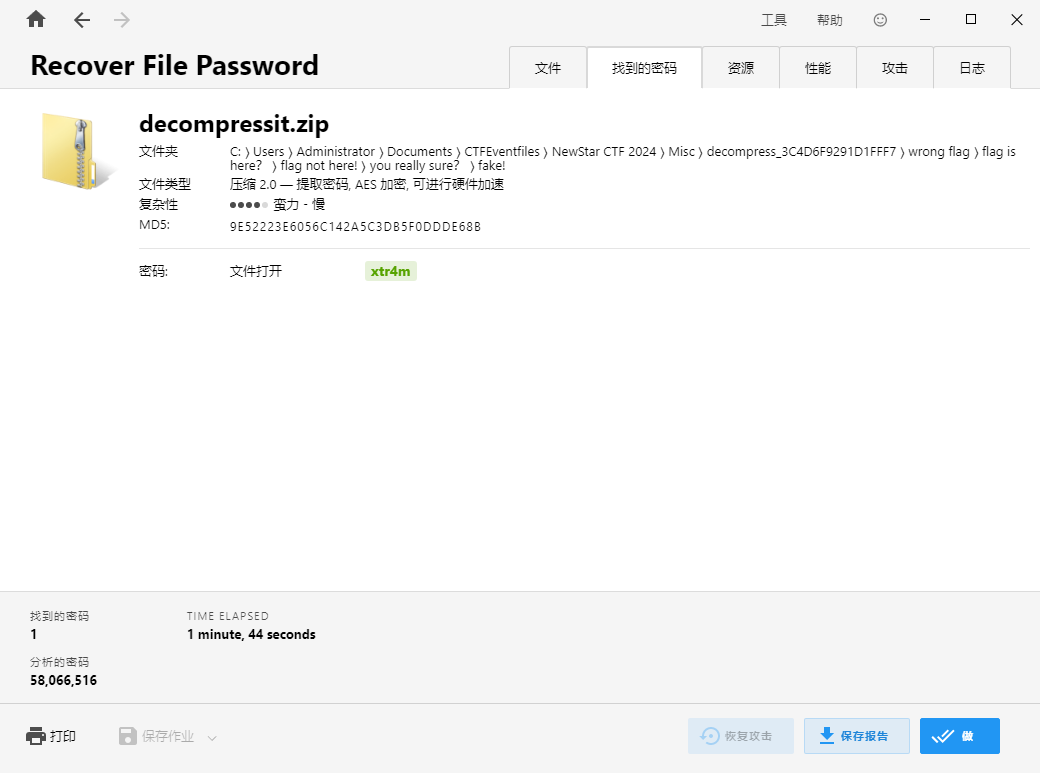 工具 帮助
Recover File Password
文件 找到的密码 资源 性能 攻击 日志
decompressit.zip
文件夹 C: ⟩ Users ⟩ Administrator ⟩ Documents ⟩ CTFEventfiles ⟩ NewStar CTF 2024 ⟩ Misc ⟩ decompress_3C4D6F9291D1FFF7 ⟩ wrong flag ⟩ flag is
here? ⟩ flag not here! ⟩ you really sure? ⟩ fake!
文件类型 压缩 2.0 — 提取密码, AES 加密, 可进行硬件加速
复杂性 蛮力 - 慢
MD5: 9E52223E6056C142A5C3DB5F0DDDE68B
密码: 文件打开 xtr4m
找到的密码 TIME ELAPSED
1 1 minute, 44 seconds
分析的密码
58,066,516
打印 保存作业 恢复攻击 保存报告 做